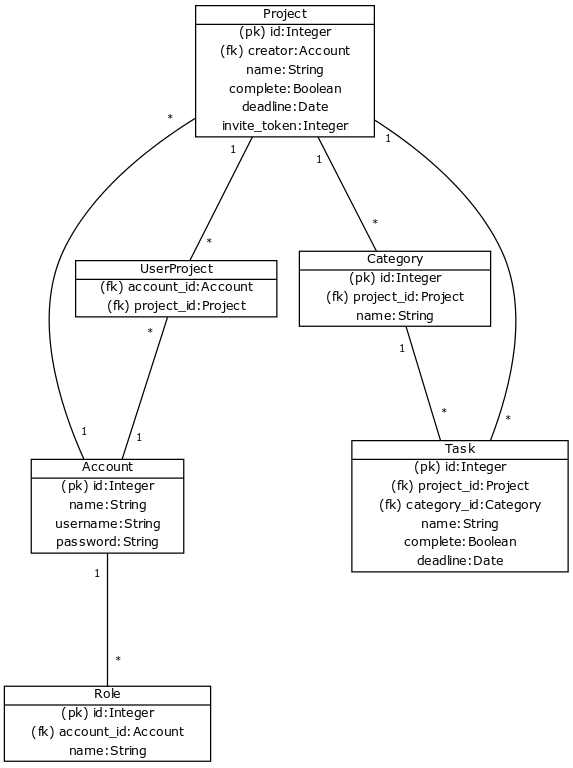 Project
(pk) id:Integer
(fk) creator:Account
name:String
complete:Boolean
deadline:Date
invite_token:Integer
*
1
1
1
*
*
UserProject
(fk) account_id:Account
(fk) project_id:Project
Category
(pk) id:Integer
(fk) project_id:Project
name:String
*
1
1
1
*
*
Account
(pk) id:Integer
name:String
username:String
password:String
Task
(pk) id:Integer
(fk) project_id:Project
(fk) category_id:Category
name:String
complete:Boolean
deadline:Date
1
*
Role
(pk) id:Integer
(fk) account_id:Account
name:String